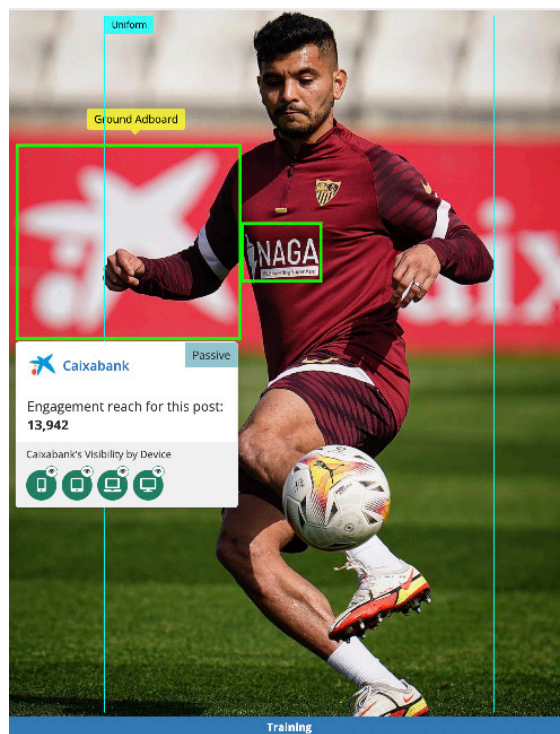 Uniform
Ground Adboard
NAGA
Passive
Caixabank
Engagement reach for this post:
13,942
Caixabank's Visibility by Device
Training